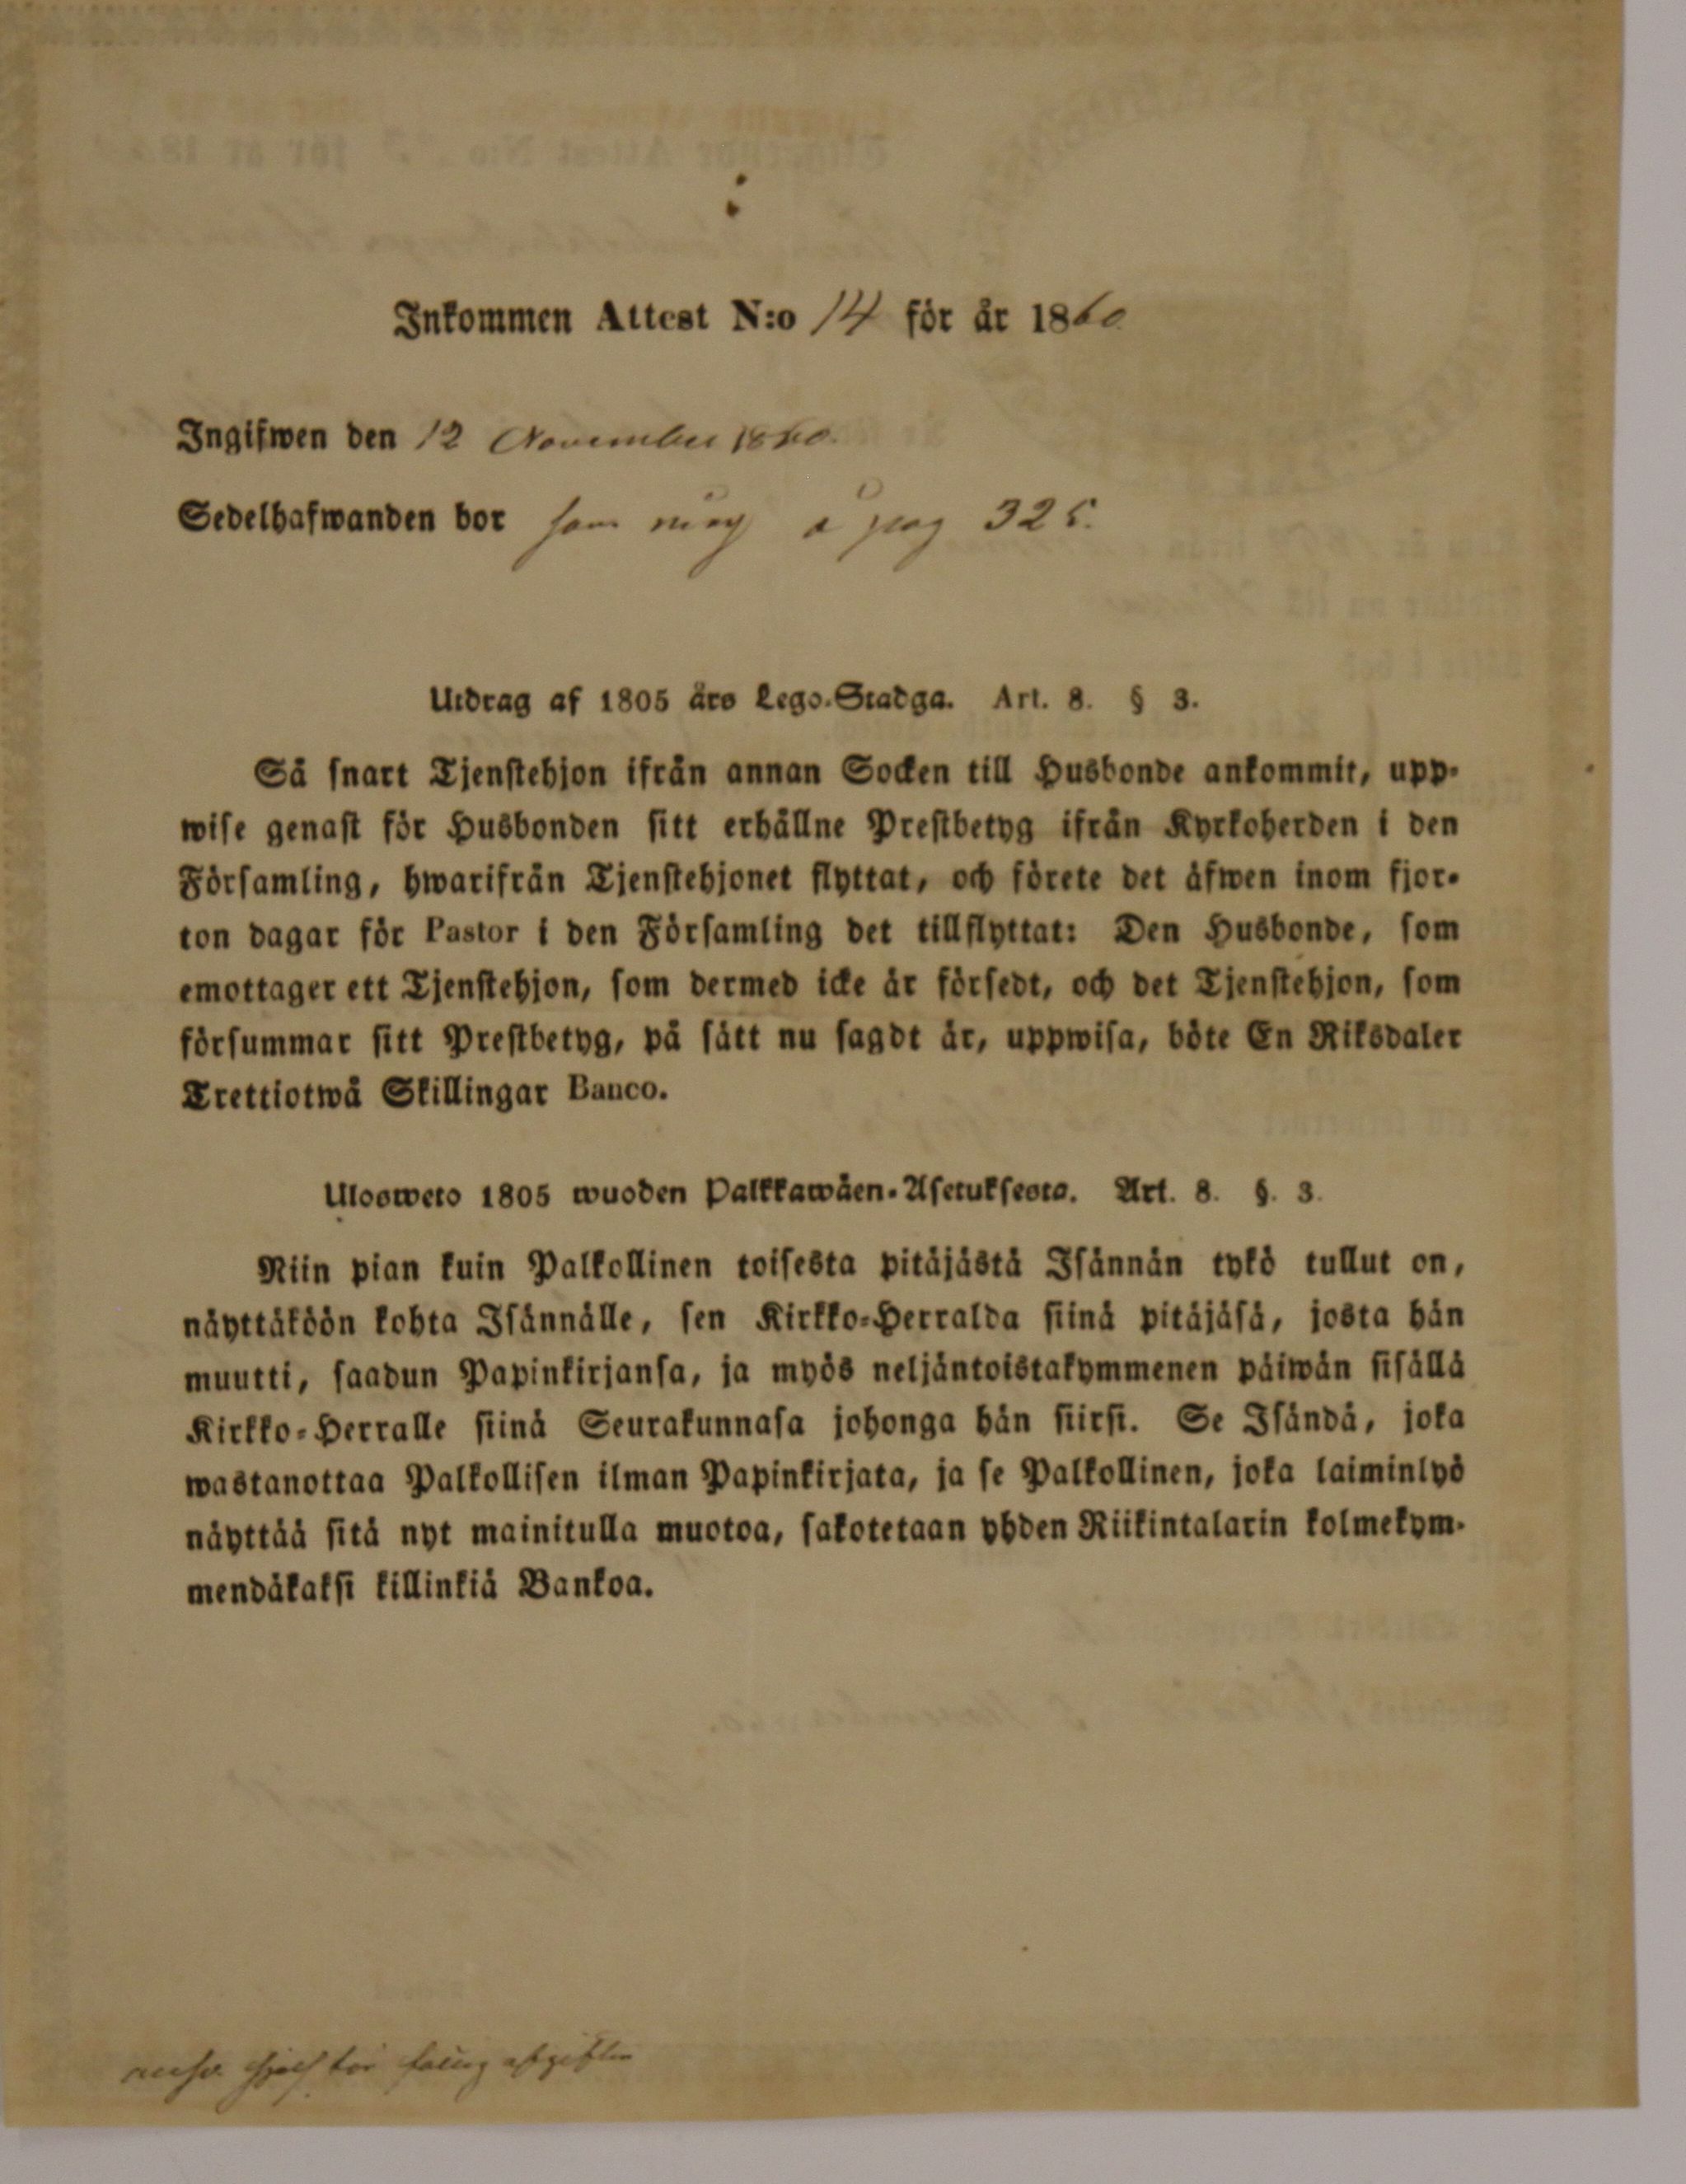 Inkommen Attest N:o 14 för år 1860
Ingifwen den 12 November 1860.
Sedelhafwanden bor som å pag 325.
Utdrag af 1805 års Lego-Stadga. Art. 8. § 3.
Så snart Tjenstehjon ifrån annan Socken till Husbonde ankommit, upp-
wise genast för Husbonden sitt erhållne Prestbetyg ifrån Kyrkoherden i den
Församling, hwarifrån Tjenstehjonet flyttat, och förete det äfwen inom fjor-
ton dagar för Pastor i den Församling det tillflyttat: Den Husbonde, som
emottager ett Tjenstehjon, som dermed icke är försedt, och det Tjenstehjon, som
försummar sitt Prestbetyg, på sätt nu sagdt är, uppwisa, böte En Riksdaler
Trettiotwå Skillingar Banco.
Ulosweto 1805 wuoden Palkkawäen-Asetuksesta. Art. 8. §. 3.
Niin pian kuin Palkollinen toisesta pitäjästä Isännän tykö tullut on,
näyttäköön kohta Isännälle, sen Kirkko-Herralda siinä pitäjäsä, josta hän
muutti, saadun Papinkirjansa, ja myös neljäntoistakymmenen päiwän sisällä
Kirkko-Herralle siinä Seurakunnasa johonga hän siirsi. Se Isändä, joka
wastanottaa Palkollisen ilman Papinkirjata, ja se Palkollinen, joka laiminlyö
näyttää sitä nyt mainitulla muotoa, sakotetaan yhden Riikintalarin kolmekym-
mendäkaksi killinkiä Bankoa.
sjelf för afgiften